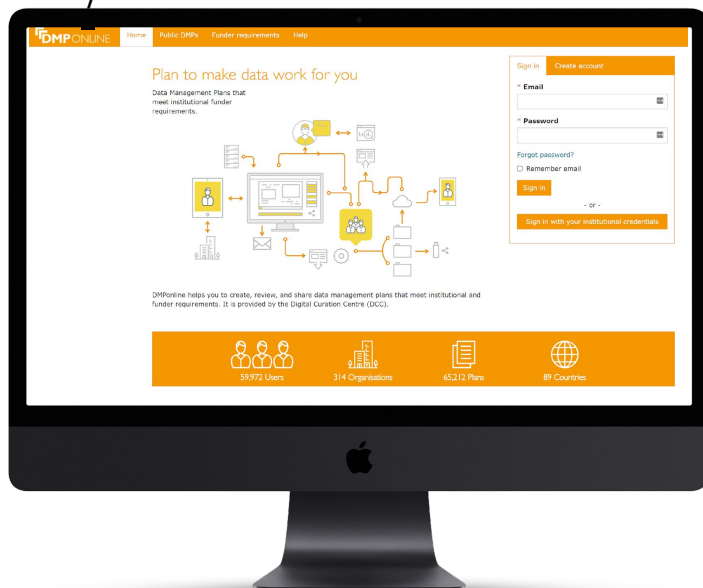 DMPONLINE
Home
Public DMPs
Funder requirements
Help
Plan to make data work for you
Data Management Plans that
meet institutional funder
requirements.
DMPonline helps you to create, review, and share data management plans that meet institutional and
funder requirements. It is provided by the Digital Curation Centre (DCC).
59,972 Users
314 Organisations
65,212 Plans
89 Countries
Sign in
Create account
* Email
* Password
Forgot password?
Remember email
Sign in
- or -
Sign in with your institutional credentials